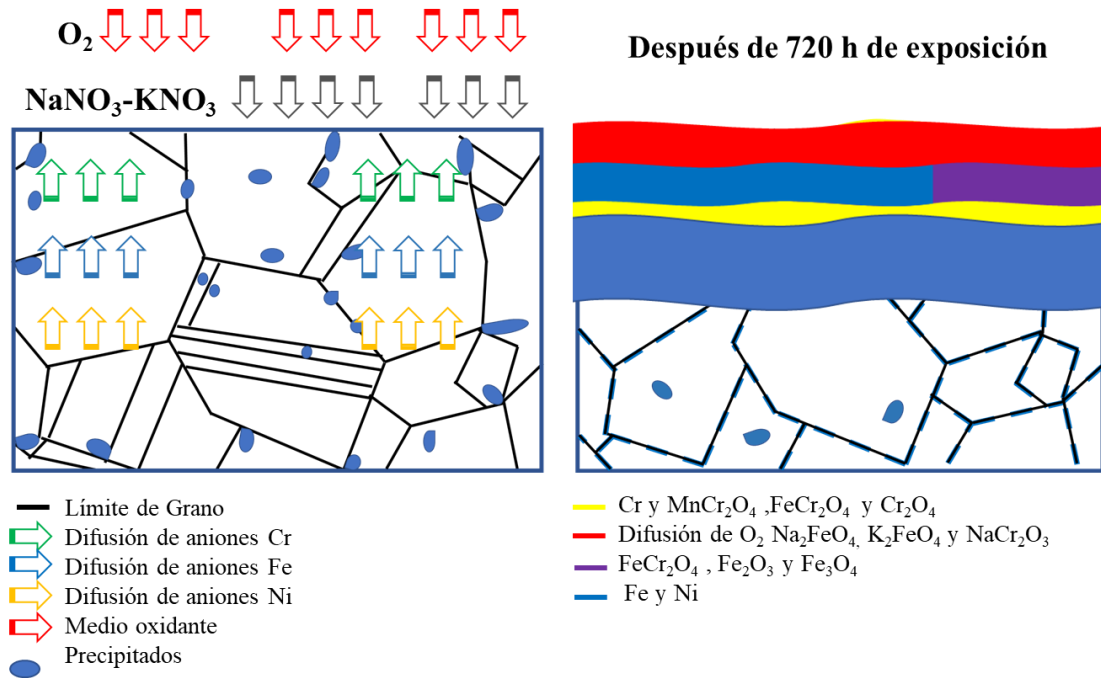 O₂
NaNO₃-KNO₃
Después de 720 h de exposición
Límite de Grano
Difusión de aniones Cr
Difusión de aniones Fe
Difusión de aniones Ni
Medio oxidante
Precipitados
Cr y MnCr₂O₄ ,FeCr₂O₄ y Cr₂O₄
Difusión de O₂ Na₂FeO₄, K₂FeO₄ y NaCr₂O₃
FeCr₂O₄ , Fe₂O₃ y Fe₃O₄
Fe y Ni